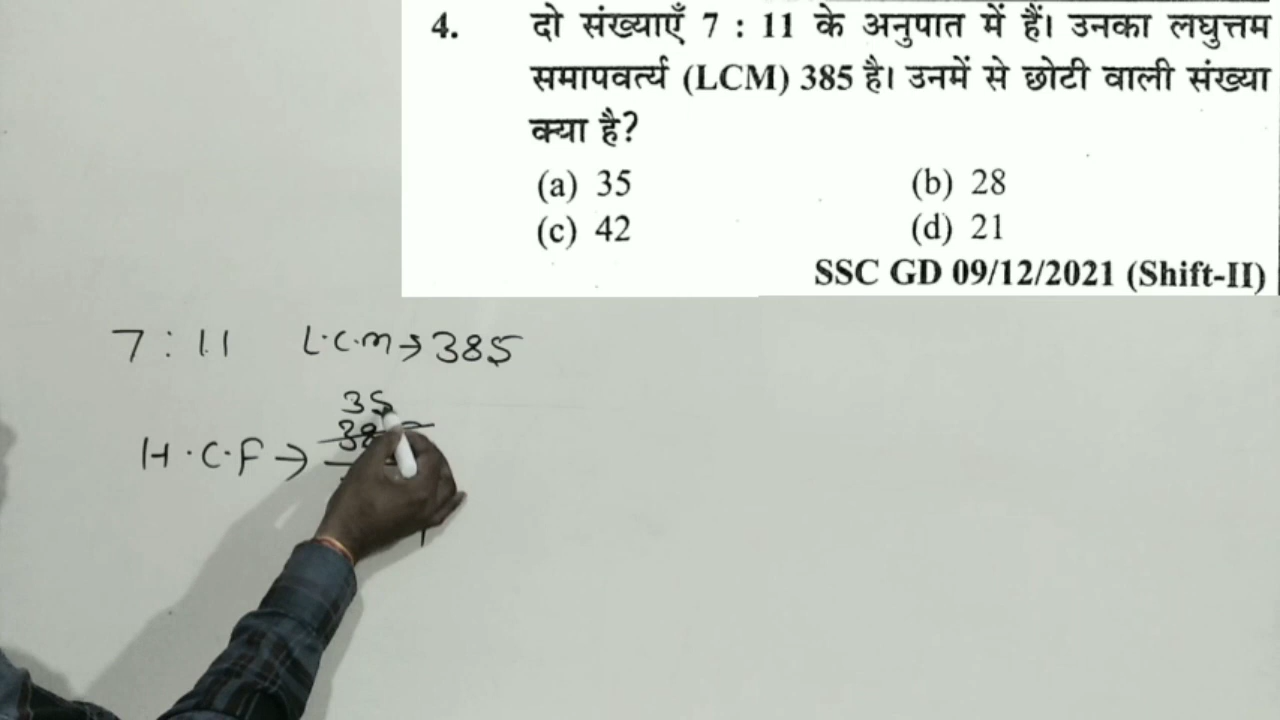 4. दो संख्याएँ 7 : 11 के अनुपात में हैं। उनका लघुत्तम
समापवर्त्य (LCM) 385 है। उनमें से छोटी वाली संख्या
क्या है?
(a) 35 (b) 28
(c) 42 (d) 21
SSC GD 09/12/2021 (Shift-II)
7 : 11 L.C.M → 385
35
H.C.F →